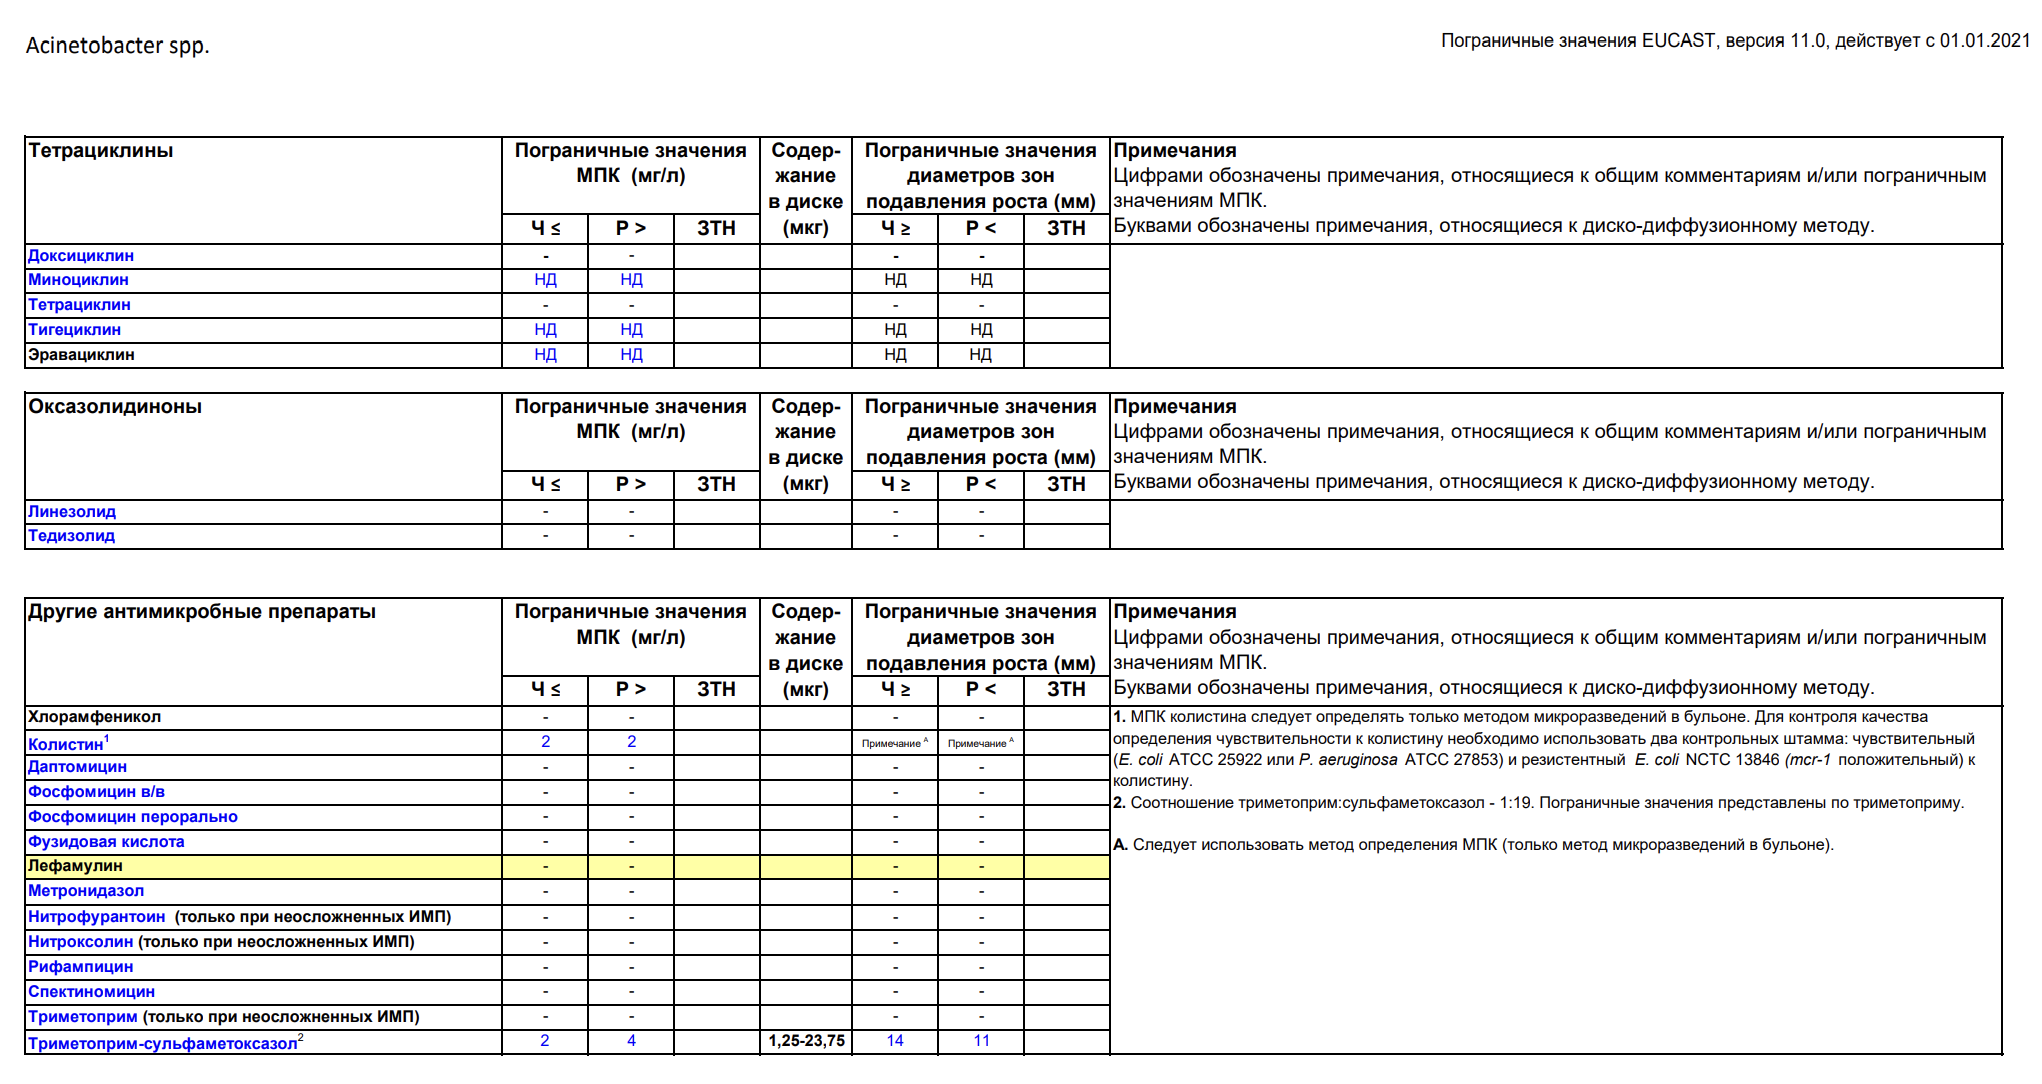 Acinetobacter spp.
Пограничные значения EUCAST, версия 11.0, действует с 01.01.2021
Тетрациклины
Пограничные значения
МПК (мг/л)
Содер-
жание
в диске
(мкг)
Пограничные значения
диаметров зон
подавления роста (мм)
Примечания
Цифрами обозначены примечания, относящиеся к общим комментариям и/или пограничным
значениям МПК.
Буквами обозначены примечания, относящиеся к диско-диффузионному методу.
Ч ≤ Р > ЗТН Ч ≥ Р < ЗТН
Доксициклин - - - -
Миноциклин НД НД НД НД
Тетрациклин - - - -
Тигециклин НД НД НД НД
Эравациклин НД НД НД НД
Оксазолидиноны
Пограничные значения
МПК (мг/л)
Содер-
жание
в диске
(мкг)
Пограничные значения
диаметров зон
подавления роста (мм)
Примечания
Цифрами обозначены примечания, относящиеся к общим комментариям и/или пограничным
значениям МПК.
Буквами обозначены примечания, относящиеся к диско-диффузионному методу.
Ч ≤ Р > ЗТН Ч ≥ Р < ЗТН
Линезолид - - - -
Тедизолид - - - -
Другие антимикробные препараты
Пограничные значения
МПК (мг/л)
Содер-
жание
в диске
(мкг)
Пограничные значения
диаметров зон
подавления роста (мм)
Примечания
Цифрами обозначены примечания, относящиеся к общим комментариям и/или пограничным
значениям МПК.
Буквами обозначены примечания, относящиеся к диско-диффузионному методу.
Ч ≤ Р > ЗТН Ч ≥ Р < ЗТН
Хлорамфеникол - - - -
Колистин1 2 2 Примечание A Примечание A
Даптомицин - - - -
Фосфомицин в/в - - - -
Фосфомицин перорально - - - -
Фузидовая кислота - - - -
Лефамулин - - - -
Метронидазол - - - -
Нитрофурантоин (только при неосложненных ИМП) - - - -
Нитроксолин (только при неосложненных ИМП) - - - -
Рифампицин - - - -
Спектиномицин - - - -
Триметоприм (только при неосложненных ИМП) - - - -
Триметоприм-сульфаметоксазол2 2 4 1,25-23,75 14 11
1. МПК колистина следует определять только методом микроразведений в бульоне. Для контроля качества
определения чувствительности к колистину необходимо использовать два контрольных штамма: чувствительный
(E. coli ATCC 25922 или P. aeruginosa ATCC 27853) и резистентный E. coli NCTC 13846 (mcr-1 положительный) к
колистину.
2. Соотношение триметоприм:сульфаметоксазол - 1:19. Пограничные значения представлены по триметоприму.
A. Следует использовать метод определения МПК (только метод микроразведений в бульоне).